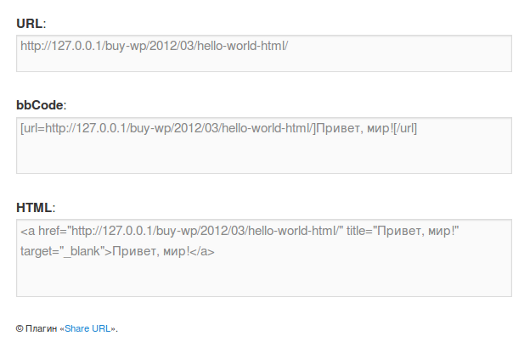 URL:
http://127.0.0.1/buy-wp/2012/03/hello-world-html/
bbCode:
[url=http://127.0.0.1/buy-wp/2012/03/hello-world-html/]Привет, мир![/url]
HTML:
<a href="http://127.0.0.1/buy-wp/2012/03/hello-world-html/" title="Привет, мир!"
target="_blank">Привет, мир!</a>
© Плагин «Share URL».